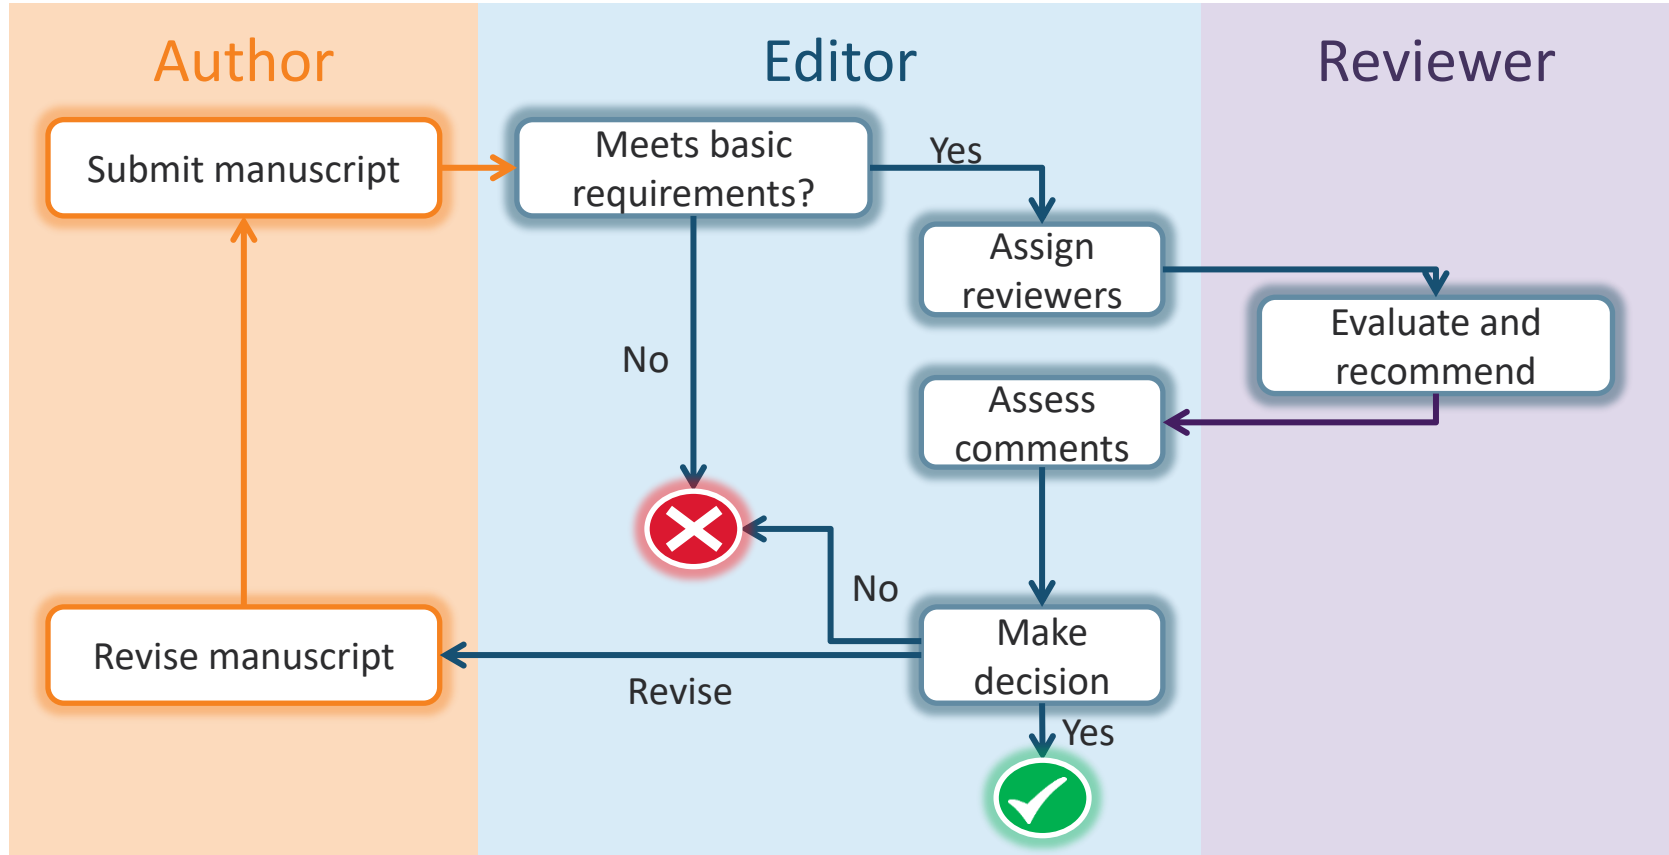 Author
Editor
Reviewer
Submit manuscript
Meets basic
requirements?
Yes
Assign
reviewers
Evaluate and
recommend
No
Assess
comments
No
Make
decision
Revise manuscript
Revise
Yes